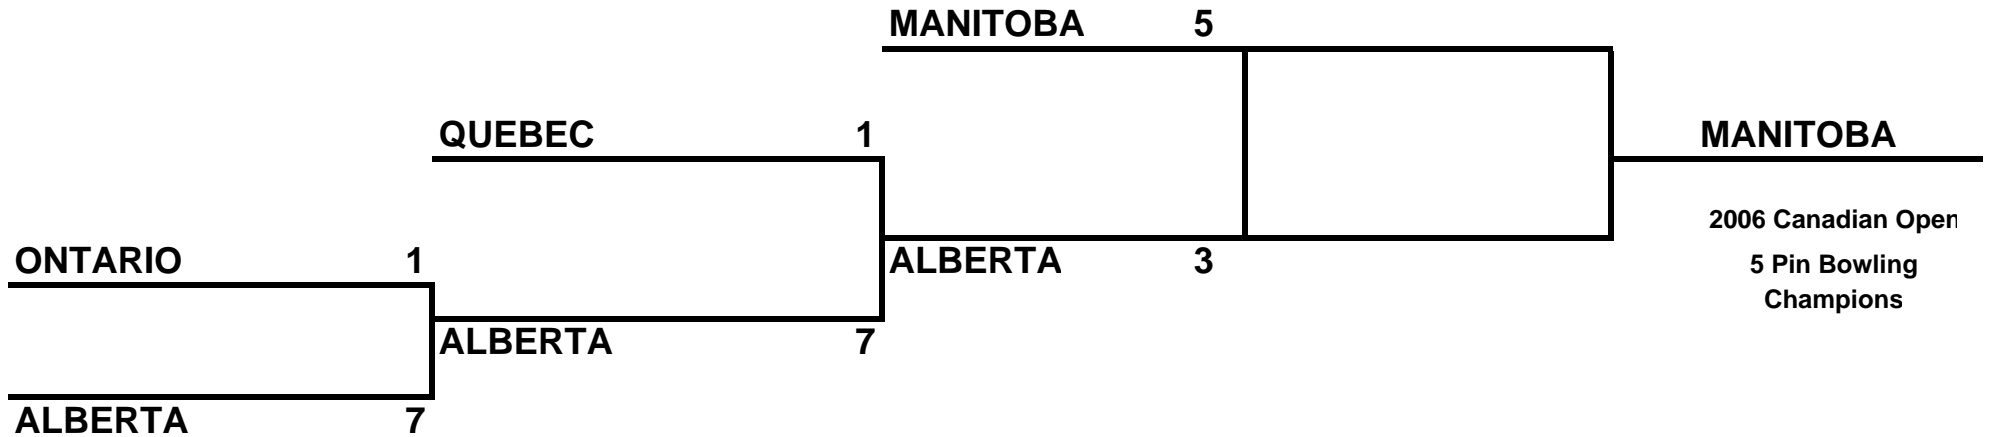 MANITOBA 5
QUEBEC 1
MANITOBA
2006 Canadian Open
ONTARIO 1
ALBERTA 3
5 Pin Bowling
Champions
ALBERTA 7
ALBERTA 7